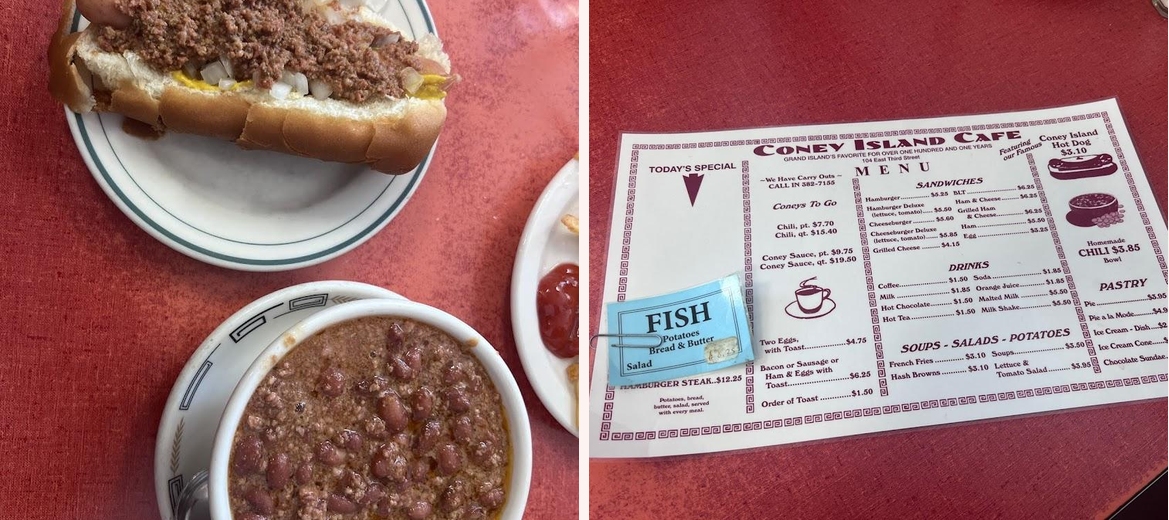 CONEY ISLAND CAFE
GRAND ISLAND'S FAVORITE FOR OVER ONE HUNDRED AND ONE YEARS
104 East Third Street
MENU
Featuring
our Famous
Coney Island
Hot Dog
$3.10
TODAY'S SPECIAL
FISH
Potatoes
Bread & Butter
Salad
HAMBURGER STEAK..$12.25
Potatoes, bread,
butter, salad, served
with every meal.
~We Have Carry Outs ~
CALL IN 382-7155
Coneys To Go
Chili, pt. $7.70
Chili, qt. $15.40
Coney Sauce, pt. $9.75
Coney Sauce, qt. $19.50
Two Eggs,
with Toast $4.75
Bacon or Sausage or
Ham & Eggs with
Toast $6.25
Order of Toast $1.50
SANDWICHES
Hamburger $5.25
Hamburger Deluxe
(lettuce, tomato) $5.50
Cheeseburger $5.60
Cheeseburger Deluxe
(lettuce, tomato) $5.85
Grilled Cheese $4.15
BLT $6.25
Ham & Cheese $6.25
Grilled Ham
& Cheese $6.25
Ham $5.50
Egg $5.25
DRINKS
Coffee $1.50
Milk $1.85
Hot Chocolate $1.50
Hot Tea $1.50
Soda $1.85
Orange Juice $1.85
Malted Milk $5.50
Milk Shake $5.50
SOUPS - SALADS - POTATOES
French Fries $3.10
Hash Browns $3.10
Soups $3.50
Lettuce &
Tomato Salad $3.95
Homemade
CHILI $3.85
Bowl
PASTRY
Pie
Pie a la Mode
Ice Cream - Dish
Ice Cream Cone
Chocolate Sundae